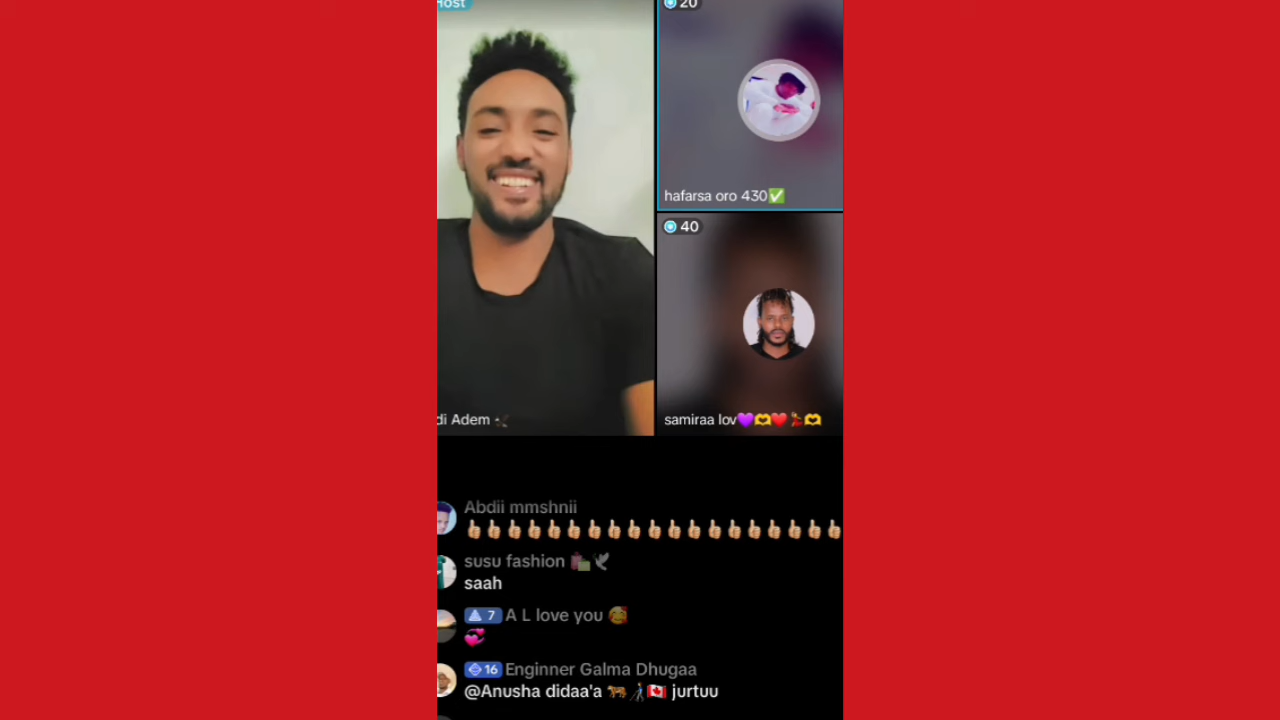 Host
20
hafarsa oro 430✅
40
di Adem
samiraa lov💜🫶❤️💃🫶
Abdii mmshnii
👍🏼👍🏼👍🏼👍🏼👍🏼👍🏼👍🏼👍🏼👍🏼👍🏼👍🏼👍🏼👍🏼👍🏼👍🏼👍🏼👍🏼👍🏼👍🏼
susu fashion 🛍️🕊️
saah
7 A L love you 🥰
💞
16 Enginner Galma Dhugaa
@Anusha didaa'a 🐅👨‍🦯🇨🇦 jurtuu